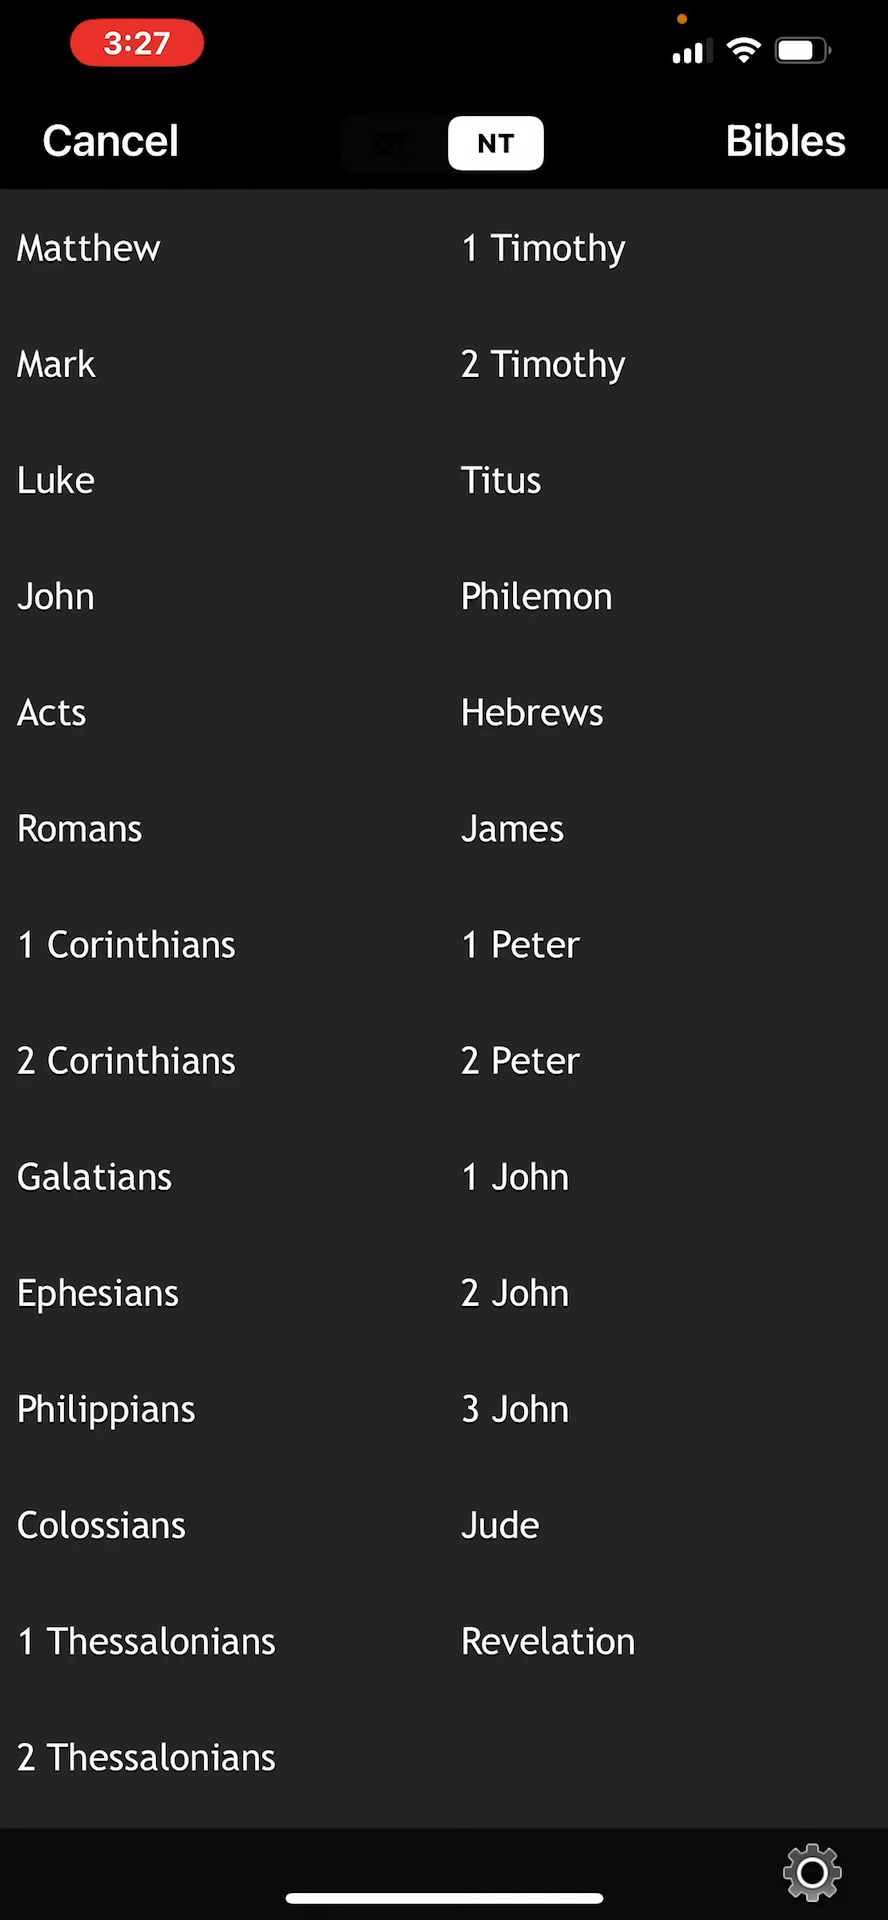 3:27
Cancel
OT
NT
Bibles
Matthew
Mark
Luke
John
Acts
Romans
1 Corinthians
2 Corinthians
Galatians
Ephesians
Philippians
Colossians
1 Thessalonians
2 Thessalonians
1 Timothy
2 Timothy
Titus
Philemon
Hebrews
James
1 Peter
2 Peter
1 John
2 John
3 John
Jude
Revelation